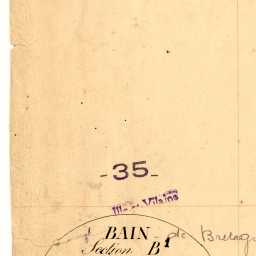 - 35 -
Ille-et-Vilaine
BAIN de Bretagne
Section B¹